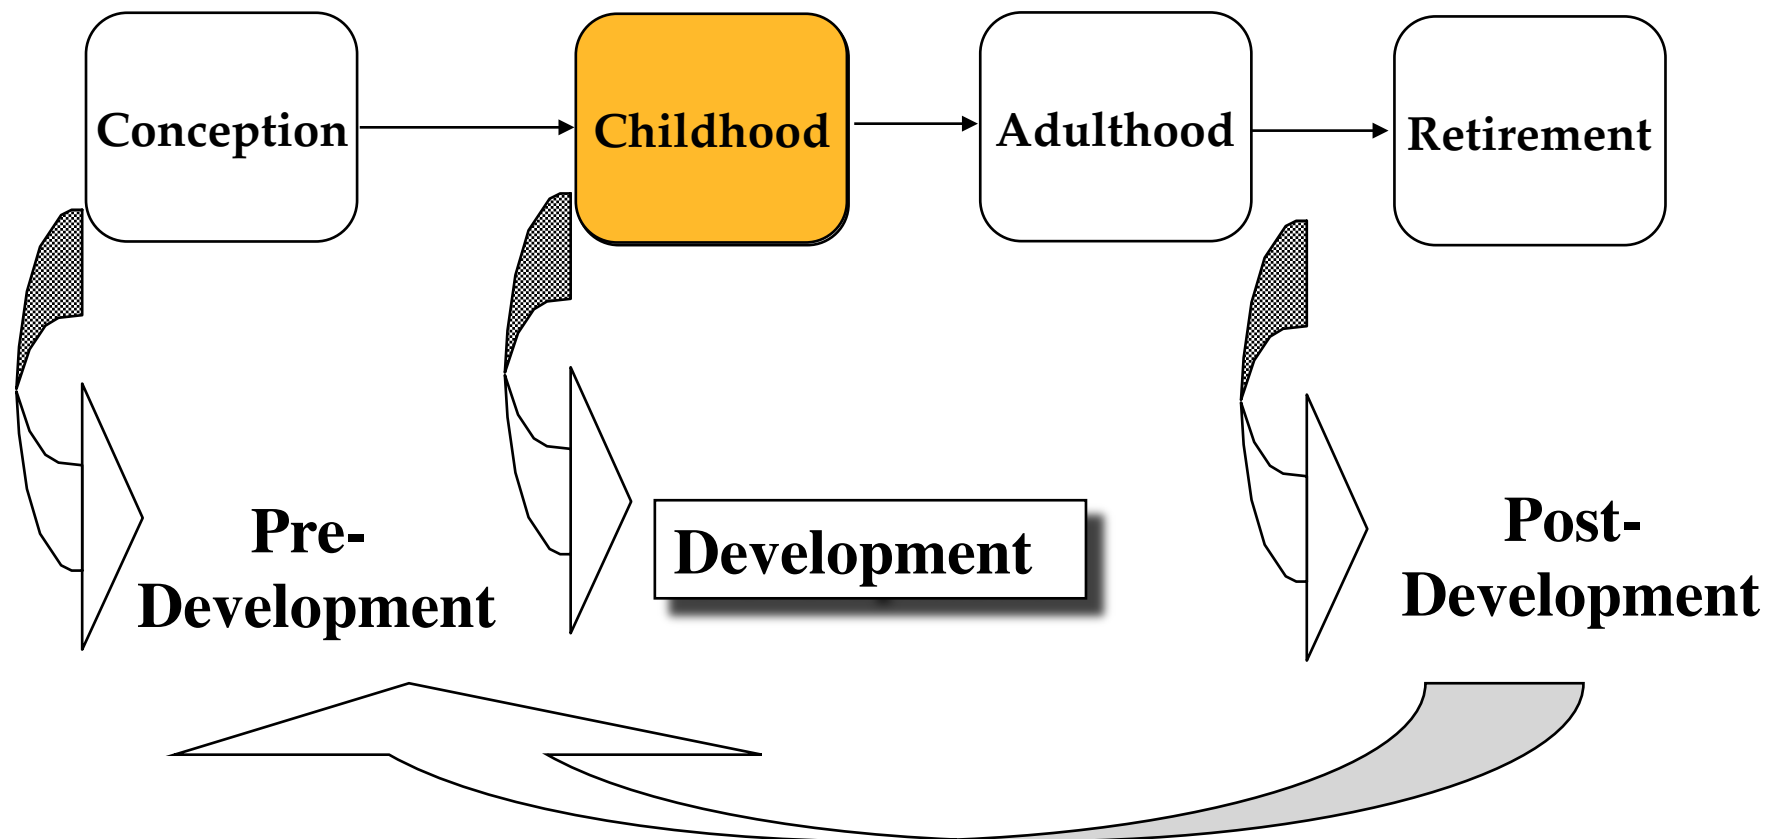 Conception
Childhood
Adulthood
Retirement
Pre-
Development
Development
Post-
Development